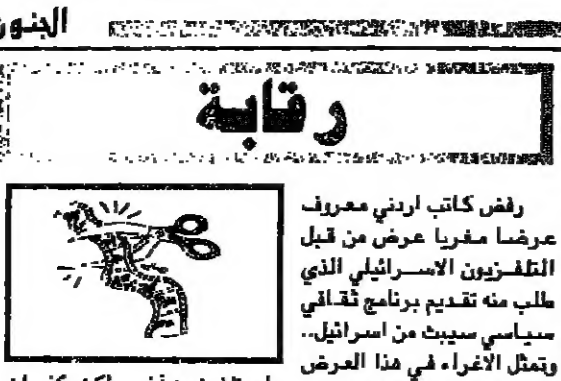 الجنون
رقابة
رفض كاتب اردني معروف
عرضا مغريا عرض من قبل
التلفزيون الاسرائيلي الذي
طلب منه تقديم برنامج ثقافي
سياسي سيبث من اسرائيل..
وتمثل الاغراء في هذا العرض